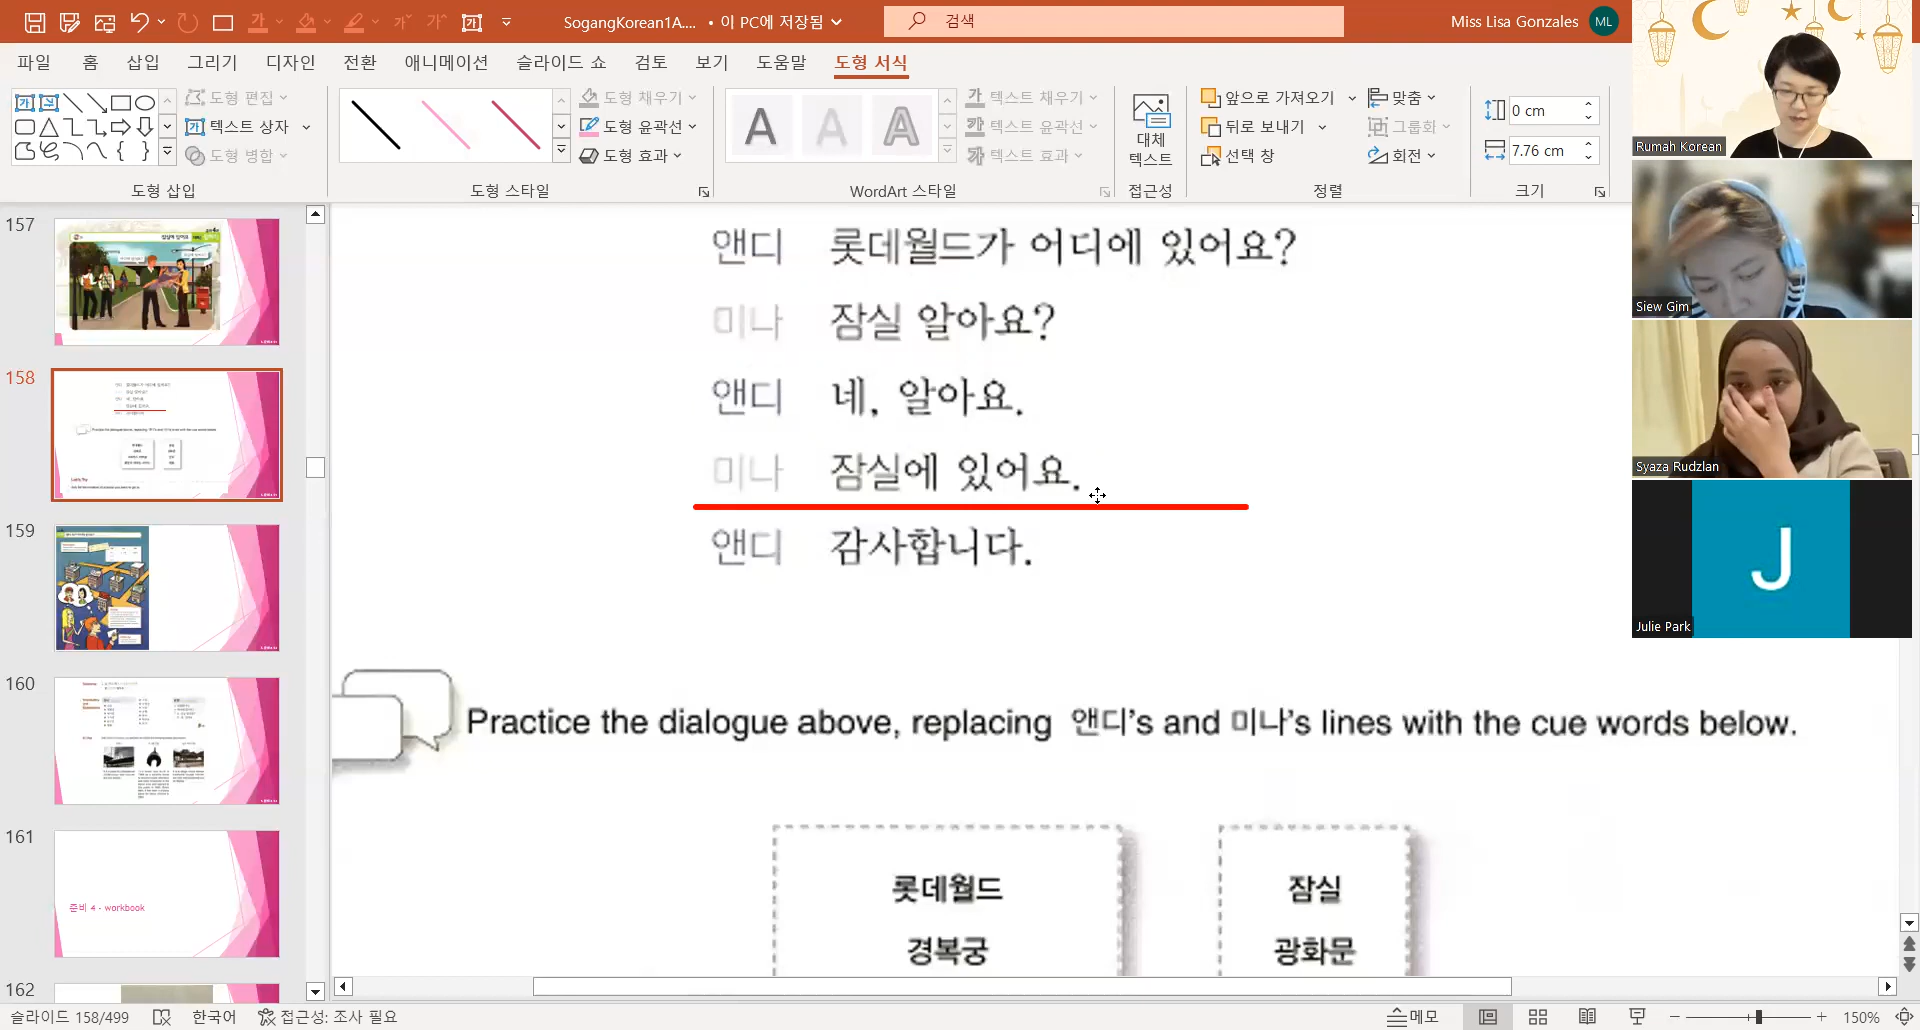 SogangKorean1A.... • 이 PC에 저장됨
검색
Miss Lisa Gonzales ML
파일 홈 삽입 그리기 디자인 전환 애니메이션 슬라이드 쇼 검토 보기 도움말 도형 서식
도형 편집
텍스트 상자
도형 병합
도형 삽입
도형 채우기
도형 윤곽선
도형 효과
도형 스타일
텍스트 채우기
텍스트 윤곽선
텍스트 효과
WordArt 스타일
대체
텍스트
접근성
앞으로 가져오기
뒤로 보내기
선택 창
맞춤
그룹화
회전
정렬
0 cm
7.76 cm
크기
157
158
159
160
161
준비 4 - workbook
162
앤디 롯데월드가 어디에 있어요?
미나 잠실 알아요?
앤디 네, 알아요.
미나 잠실에 있어요.
앤디 감사합니다.
Practice the dialogue above, replacing 앤디's and 미나's lines with the cue words below.
롯데월드
경복궁
잠실
광화문
Rumah Korean
Siew Gim
Syaza Rudzlan
J
Julie Park
슬라이드 158/499 한국어 접근성: 조사 필요
메모
150%